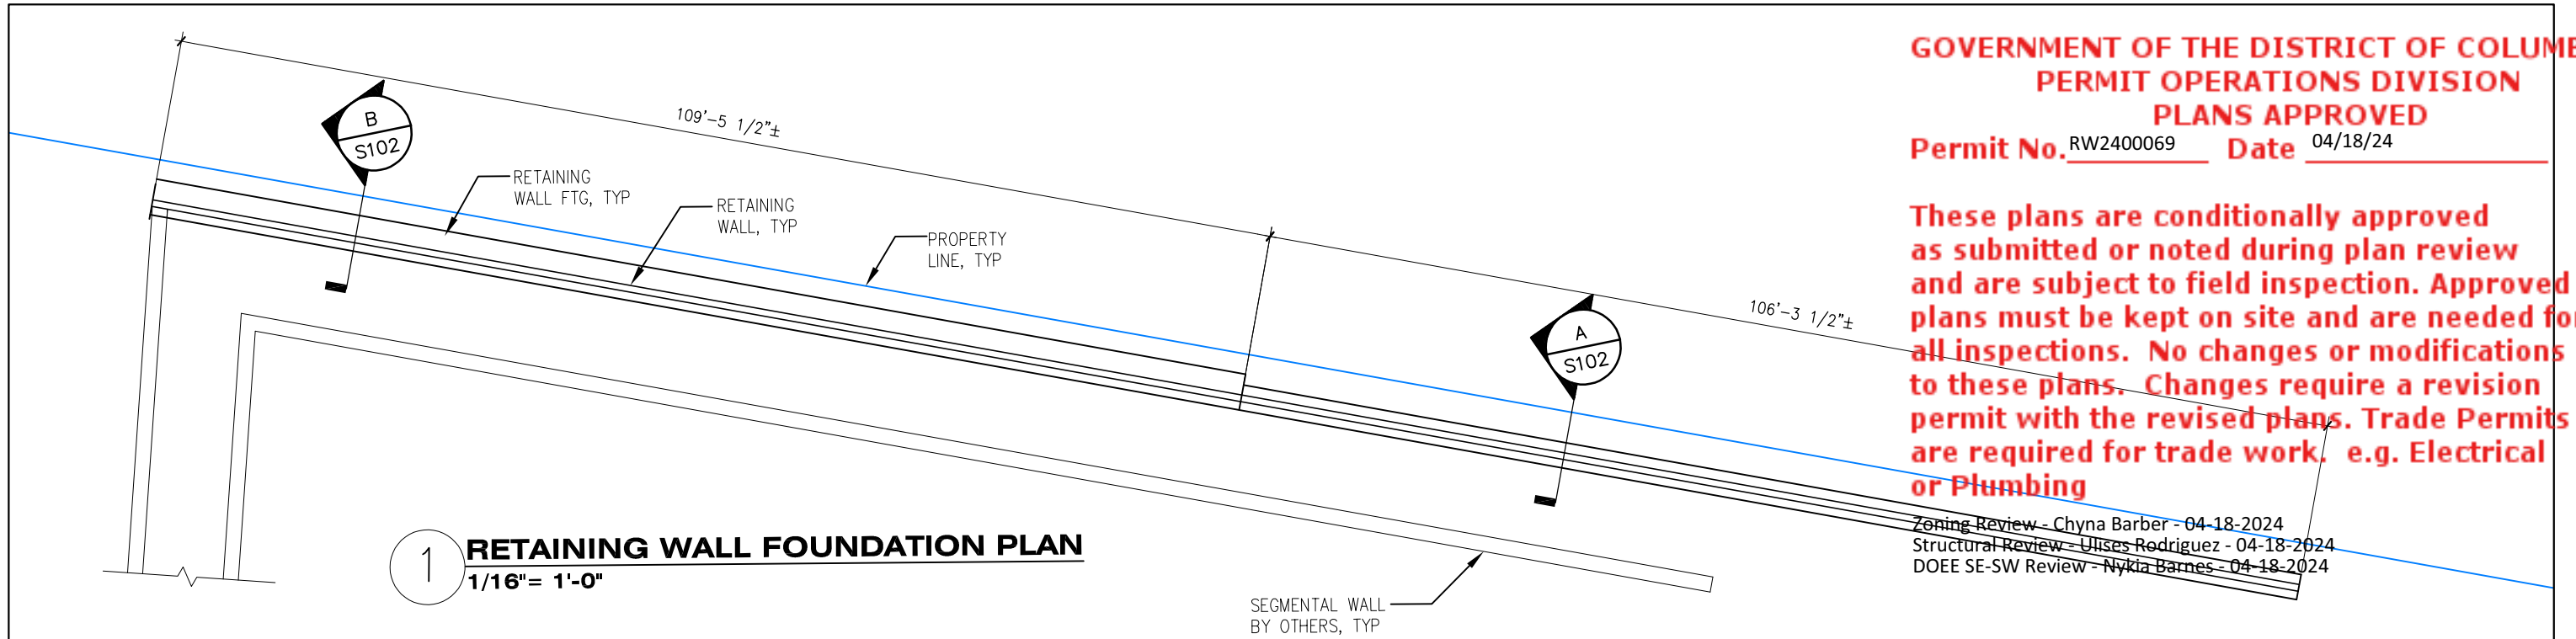 109'-5 1/2"±
B
S102
RETAINING
WALL FTG, TYP
RETAINING
WALL, TYP
PROPERTY
LINE, TYP
A
S102
106'-3 1/2"±
1
RETAINING WALL FOUNDATION PLAN
1/16"= 1'-0"
SEGMENTAL WALL
BY OTHERS, TYP
GOVERNMENT OF THE DISTRICT OF
PERMIT OPERATIONS DIVISION
PLANS APPROVED
Permit No. RW2400069 Date 04/18/24
These plans are conditionally approved
as submitted or noted during plan review
and are subject to field inspection. Approved
plans must be kept on site and are needed for
all inspections. No changes or modifications
to these plans. Changes require a revision
permit with the revised plans. Trade Permits
are required for trade work. e.g. Electrical
or Plumbing
Zoning Review - Chyna Barber - 04-18-2024
Structural Review - Ulises Rodriguez - 04-18-2024
DOEE SE-SW Review - Nykia Barnes - 04-18-2024